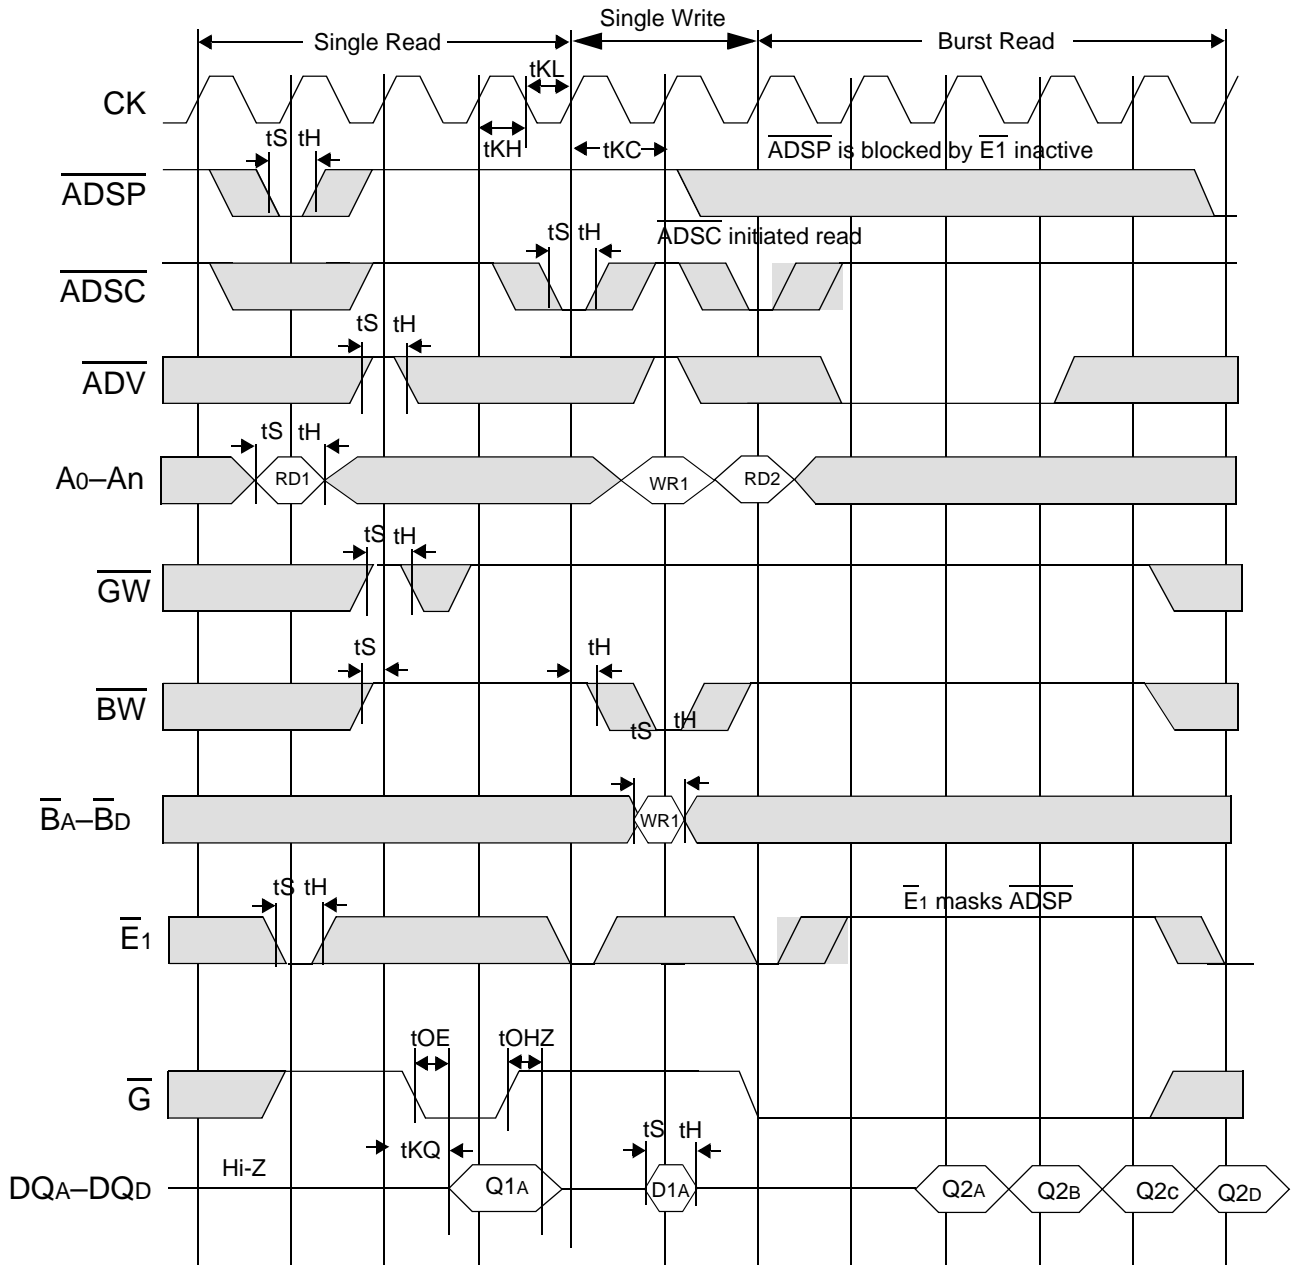 Single Write
Single Read
Burst Read
tKL
CK
tS tH
tKH
tKC
ADSP is blocked by E1 inactive
ADSP
tS tH
ADSC initiated read
ADSC
tS tH
ADV
tS tH
A0–An
RD1
WR1
RD2
tS tH
GW
tS
tH
BW
tS
tH
BA–BD
WR1
tS tH
E1 masks ADSP
E1
tOE
tOHZ
G
tKQ
tS tH
Hi-Z
DQA–DQD
Q1A
D1A
Q2A
Q2B
Q2C
Q2D